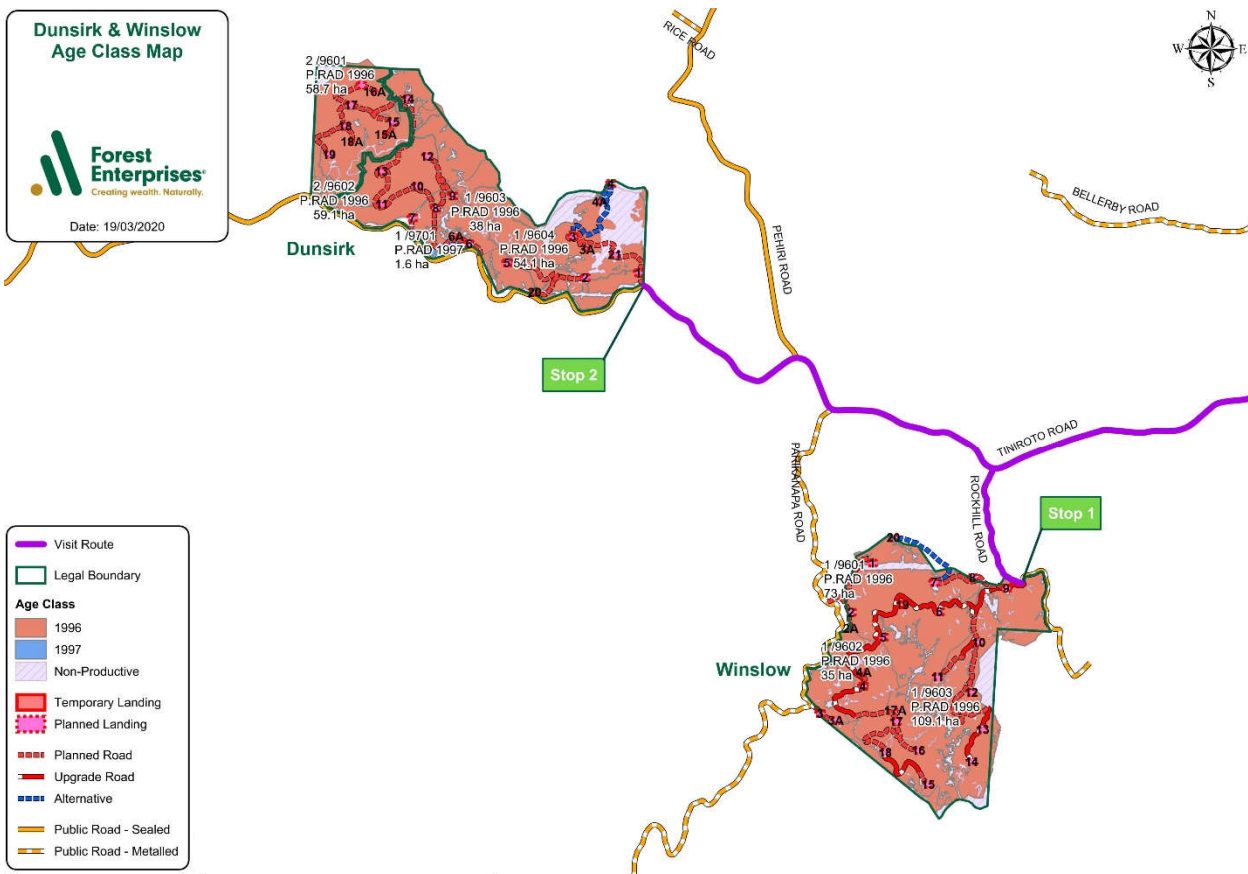 Dunsirk & Winslow
Age Class Map
Forest
Enterprises
Creating wealth. Naturally.
Date: 19/03/2020
N
W
E
S
RICE ROAD
BELLERBY ROAD
PEHIRI ROAD
TINIROTO ROAD
ROCKHILL ROAD
PARIKANAPA ROAD
Dunsirk
2 /9601
P.RAD 1996
58.7 ha
2 /9602
P.RAD 1996
59.1 ha
1 /9603
P.RAD 1996
38 ha
1 /9604
P.RAD 1996
54.1 ha
1 /9701
P.RAD 1997
1.6 ha
16A
14
17
18
15
15A
18A
19
12
13
10
9
11
8
7
6A
6
5
20
2
3
3A
4
4A
21
1
Stop 2
Stop 1
Winslow
1 /9601
P.RAD 1996
73 ha
1 /9602
P.RAD 1996
35 ha
1 /9603
P.RAD 1996
109.1 ha
20
1
7
8
9
2
2A
19
6
5
10
4A
4
11
12
3
3A
17A
17
13
18
16
14
15
Visit Route
Legal Boundary
Age Class
1996
1997
Non-Productive
Temporary Landing
Planned Landing
Planned Road
Upgrade Road
Alternative
Public Road - Sealed
Public Road - Metalled